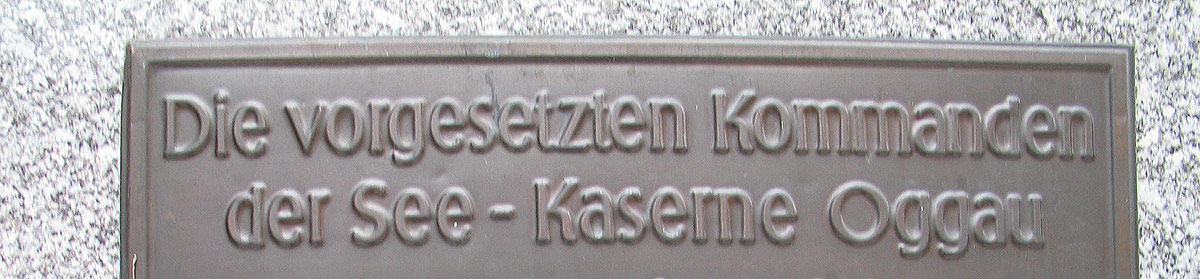 Die vorgesetzten Kommanden
der See - Kaserne Oggau